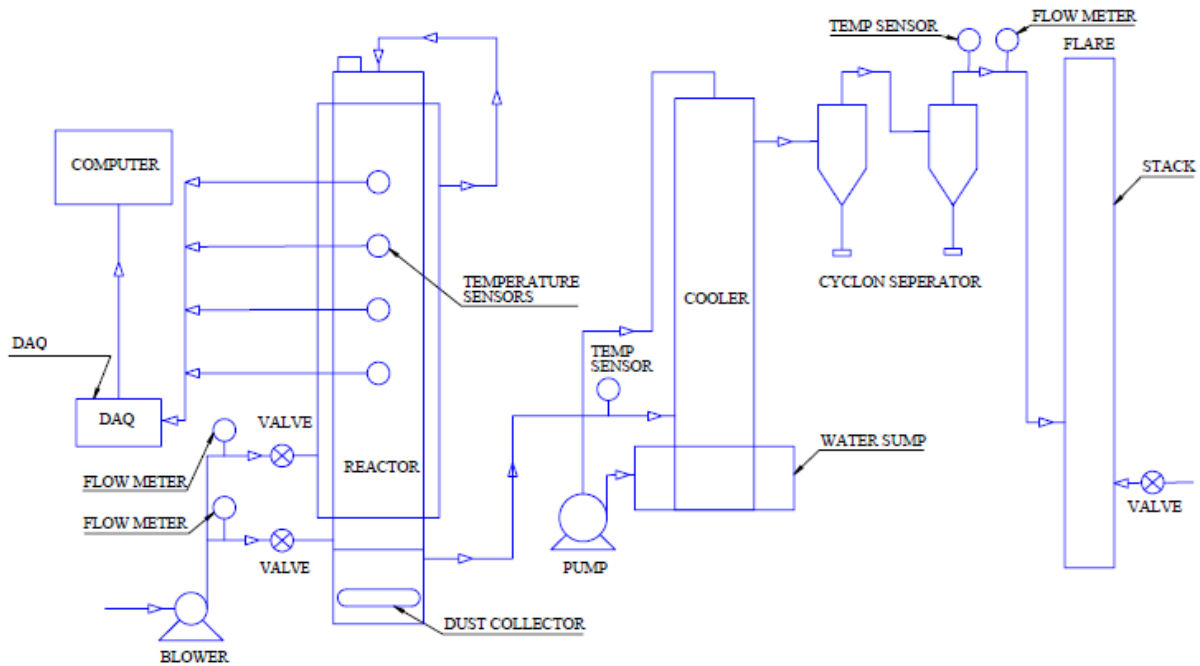 TEMP SENSOR
FLOW METER
FLARE
COMPUTER
STACK
TEMPERATURE
SENSORS
CYCLON SEPERATOR
COOLER
DAQ
TEMP
SENSOR
DAQ
VALVE
WATER SUMP
REACTOR
FLOW METER
VALVE
FLOW METER
VALVE
PUMP
DUST COLLECTOR
BLOWER